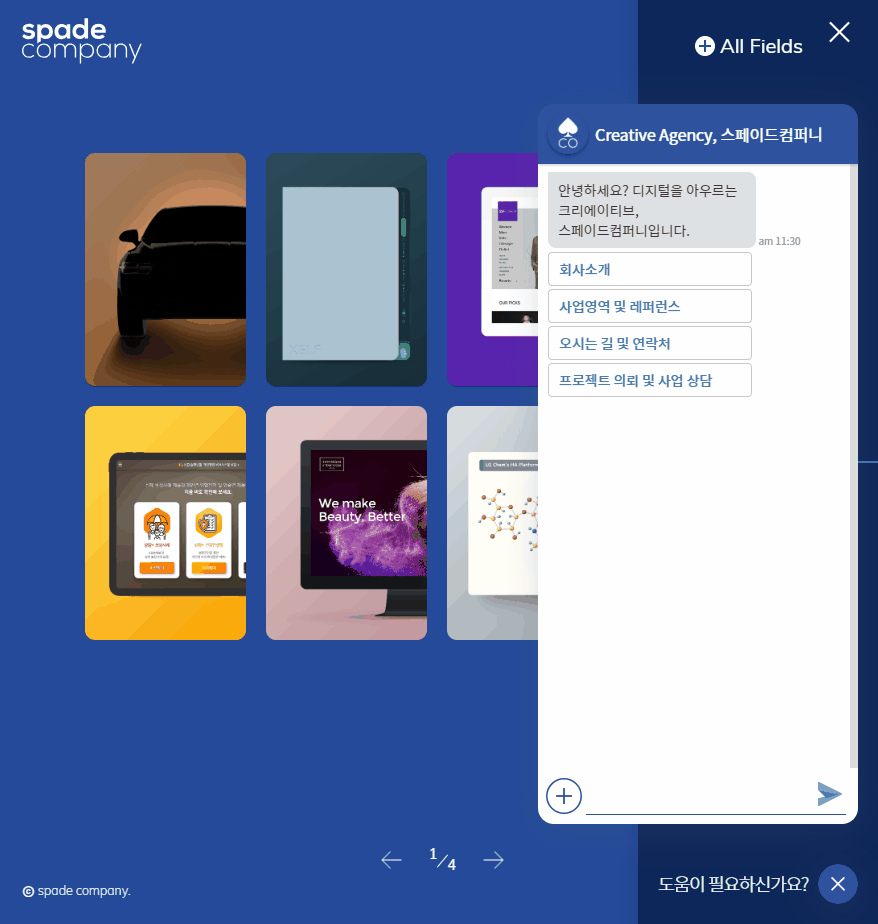 spade
company
All Fields
CO
Creative Agency, 스페이드컴퍼니
안녕하세요? 디지털을 아우르는
크리에이티브,
스페이드컴퍼니입니다.
am 11:30
회사소개
사업영역 및 레퍼런스
오시는 길 및 연락처
프로젝트 의뢰 및 사업 상담
OUR PICKS
We make
Beauty. Better
LG Chem's HA Platform
1/4
도움이 필요하신가요?
© spade company.